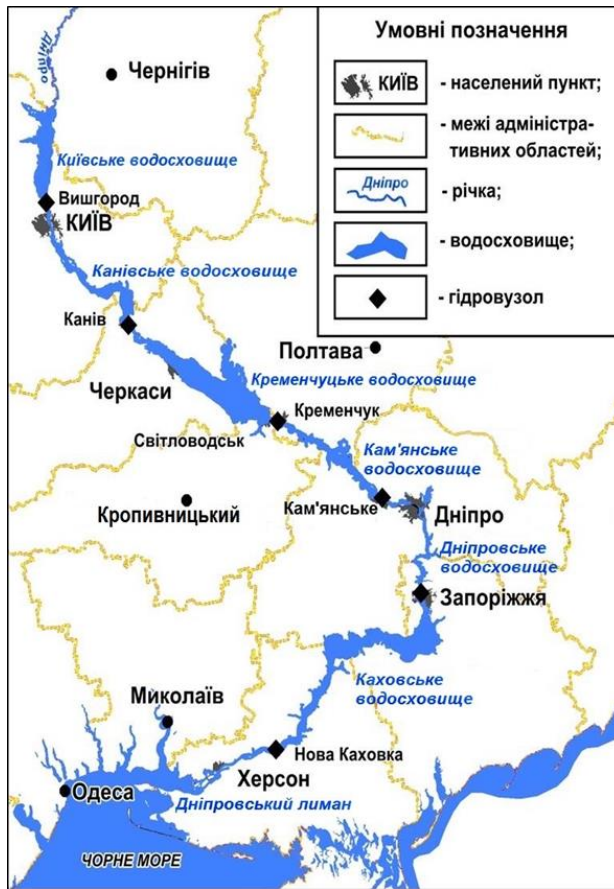 Дніпро
Чернігів
Київське водосховище
Вишгород
КИЇВ
Канівське водосховище
Канів
Черкаси
Полтава
Кременчуцьке водосховище
Кременчук
Світловодськ
Кам'янське
водосховище
Кам'янське
Кропивницький
Дніпро
Дніпровське
водосховище
Запоріжжя
Каховське
водосховище
Миколаїв
Нова Каховка
Херсон
Одеса
Дніпровський лиман
ЧОРНЕ МОРЕ
Умовні позначення
КИЇВ - населений пункт;
- межі адміністра-
тивних областей;
Дніпро - річка;
- водосховище;
- гідровузол